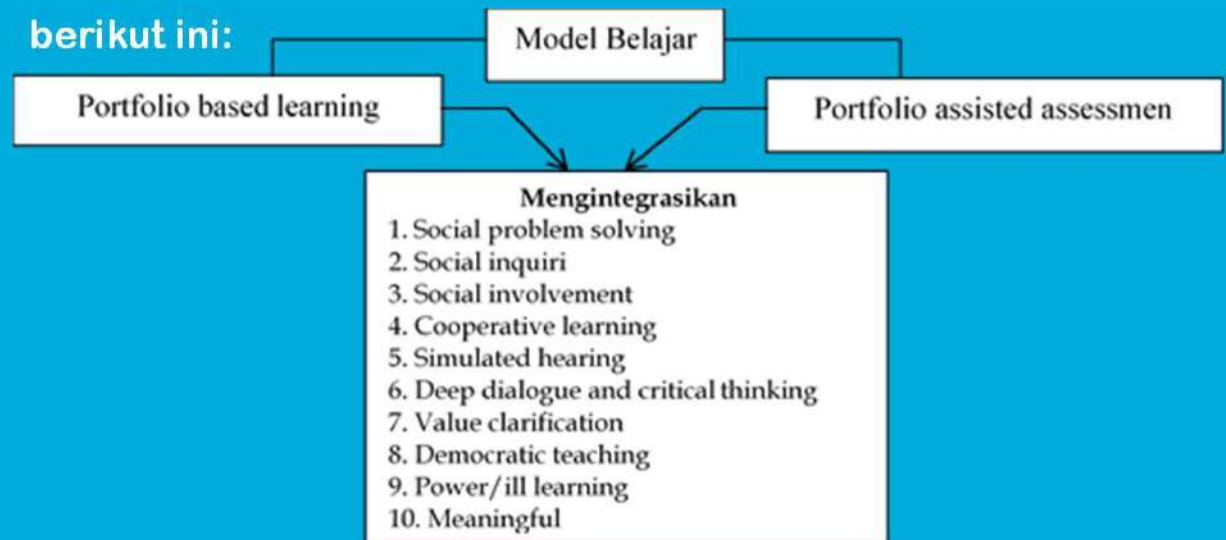 berikut ini:
Model Belajar
Portfolio based learning
Portfolio assisted assessmen
Mengintegrasikan
1. Social problem solving
2. Social inquiri
3. Social involvement
4. Cooperative learning
5. Simulated hearing
6. Deep dialogue and critical thinking
7. Value clarification
8. Democratic teaching
9. Power/ill learning
10. Meaningful